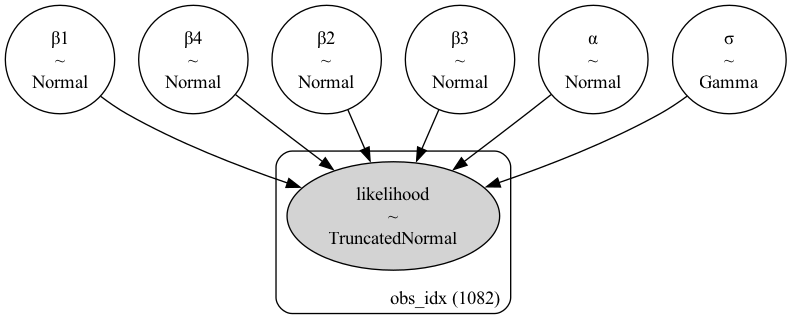 β1
~
Normal
β4
~
Normal
β2
~
Normal
β3
~
Normal
α
~
Normal
σ
~
Gamma
likelihood
~
TruncatedNormal
obs_idx (1082)